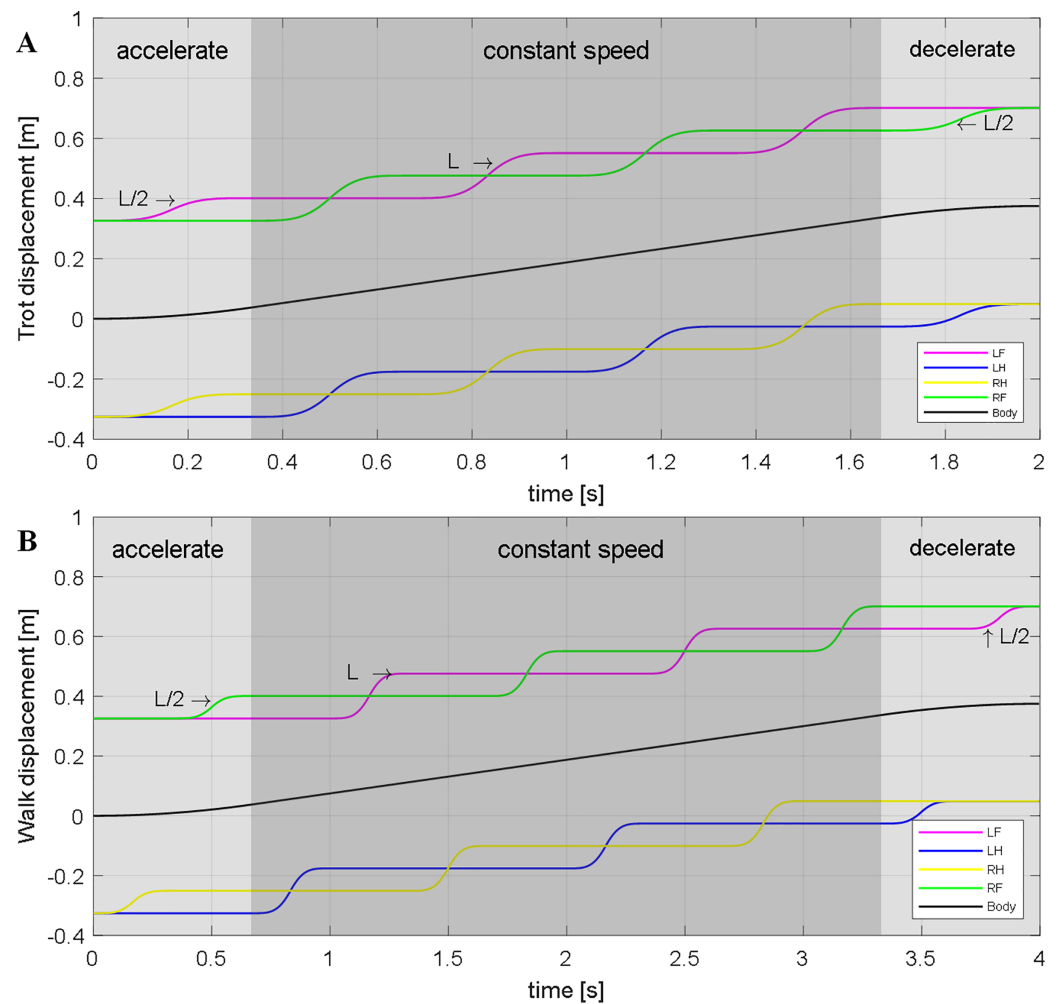 A
accelerate
constant speed
decelerate
Trot displacement [m]
1
0.8
0.6
0.4
0.2
0
-0.2
-0.4
L/2 →
L →
← L/2
LF
LH
RH
RF
Body
0
0.2
0.4
0.6
0.8
1
1.2
1.4
1.6
1.8
2
time [s]
B
accelerate
constant speed
decelerate
Walk displacement [m]
1
0.8
0.6
0.4
0.2
0
-0.2
-0.4
L/2 →
L →
↑ L/2
LF
LH
RH
RF
Body
0
0.5
1
1.5
2
2.5
3
3.5
4
time [s]